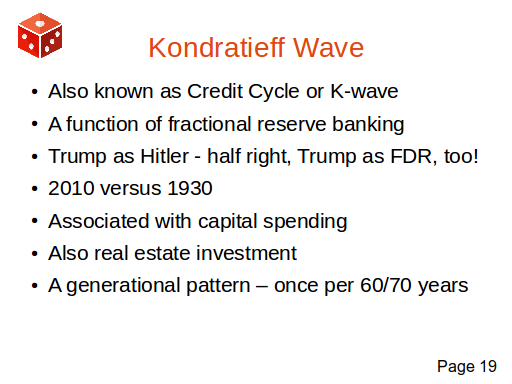 Kondratieff Wave
• Also known as Credit Cycle or K-wave
• A function of fractional reserve banking
• Trump as Hitler - half right, Trump as FDR, too!
• 2010 versus 1930
• Associated with capital spending
• Also real estate investment
• A generational pattern – once per 60/70 years
Page 19